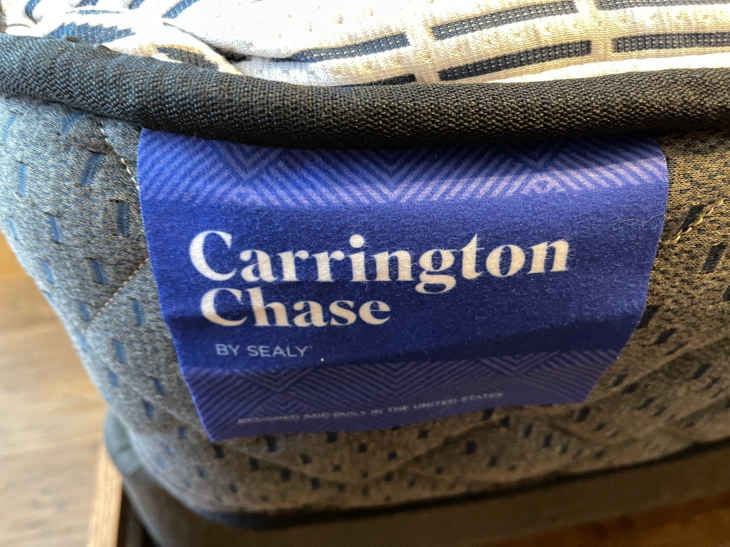 Carrington
Chase
BY SEALY
DESIGNED AND BUILT IN THE UNITED STATES